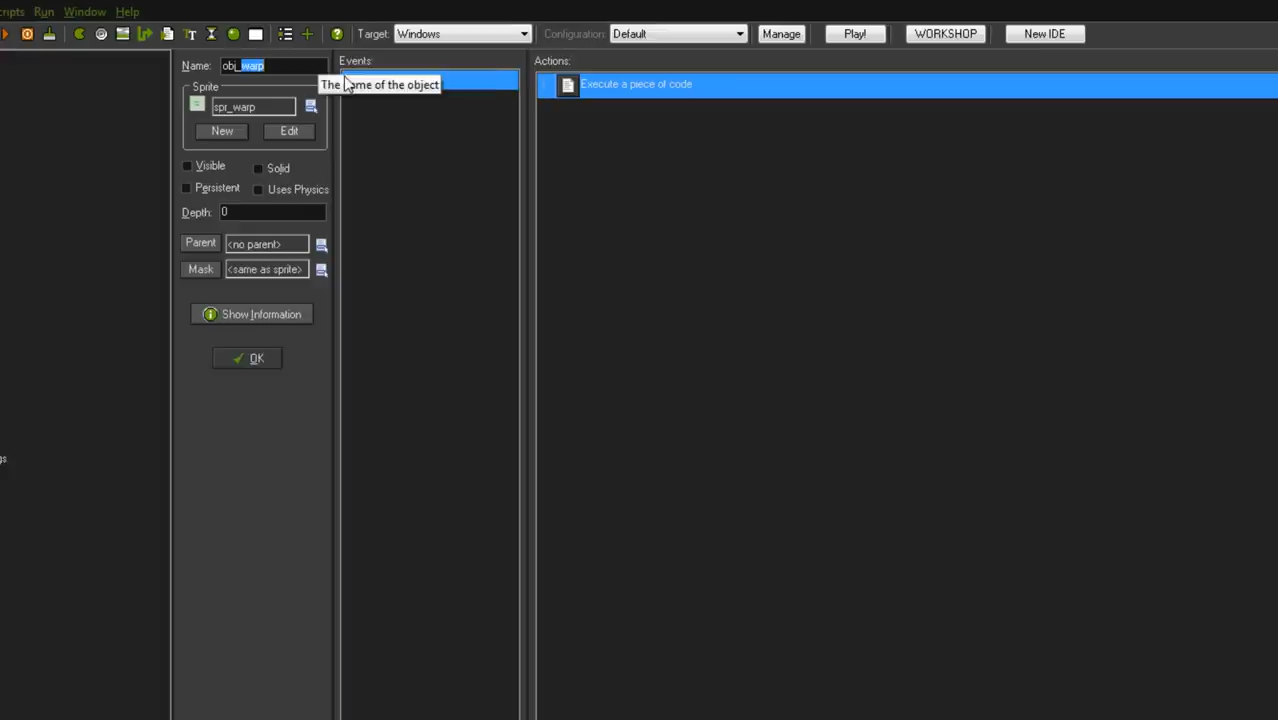 cripts Run Window Help
Target: Windows Configuration: Default Manage Play! WORKSHOP New IDE
Name: obj_warp
Events:
Actions:
The name of the object
Execute a piece of code
Sprite
spr_warp
New Edit
Visible Solid
Persistent Uses Physics
Depth: 0
Parent <no parent>
Mask <same as sprite>
Show Information
OK
gs